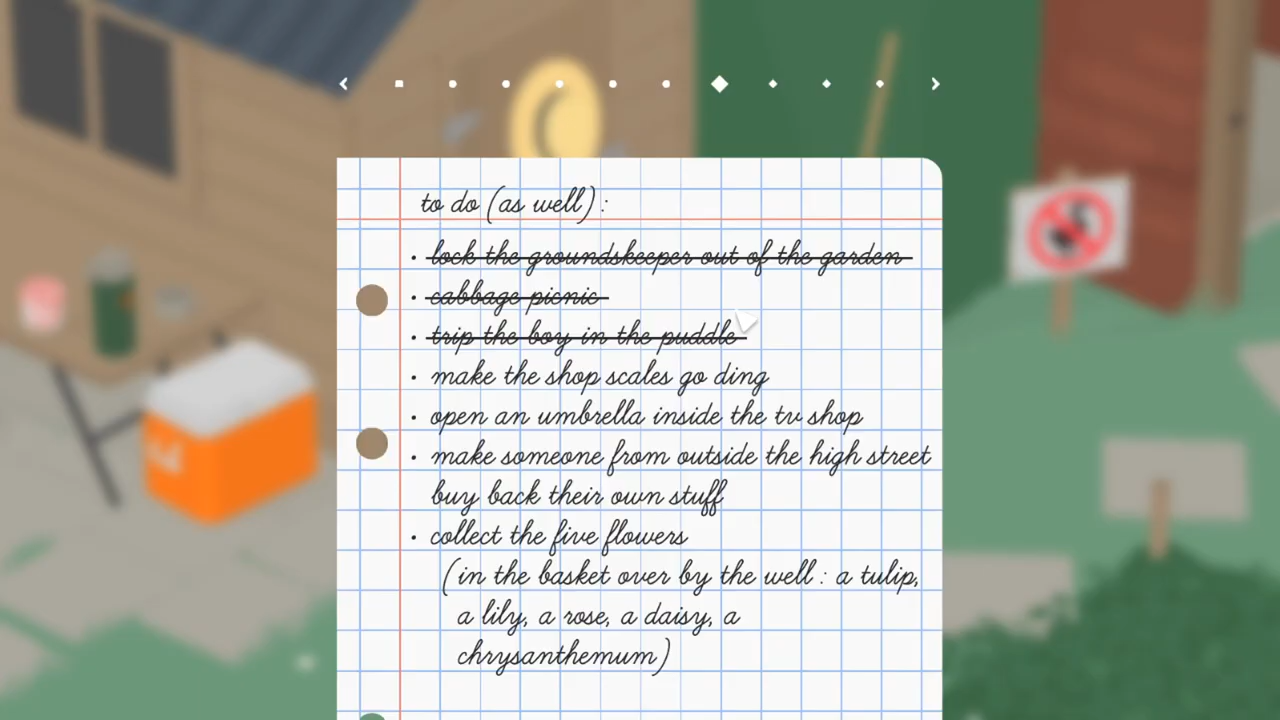 to do (as well):
• lock the groundskeeper out of the garden
• cabbage picnic
• trip the boy in the puddle
• make the shop scales go ding
• open an umbrella inside the tv shop
• make someone from outside the high street
buy back their own stuff
• collect the five flowers
(in the basket over by the well: a tulip,
a lily, a rose, a daisy, a
chrysanthemum)